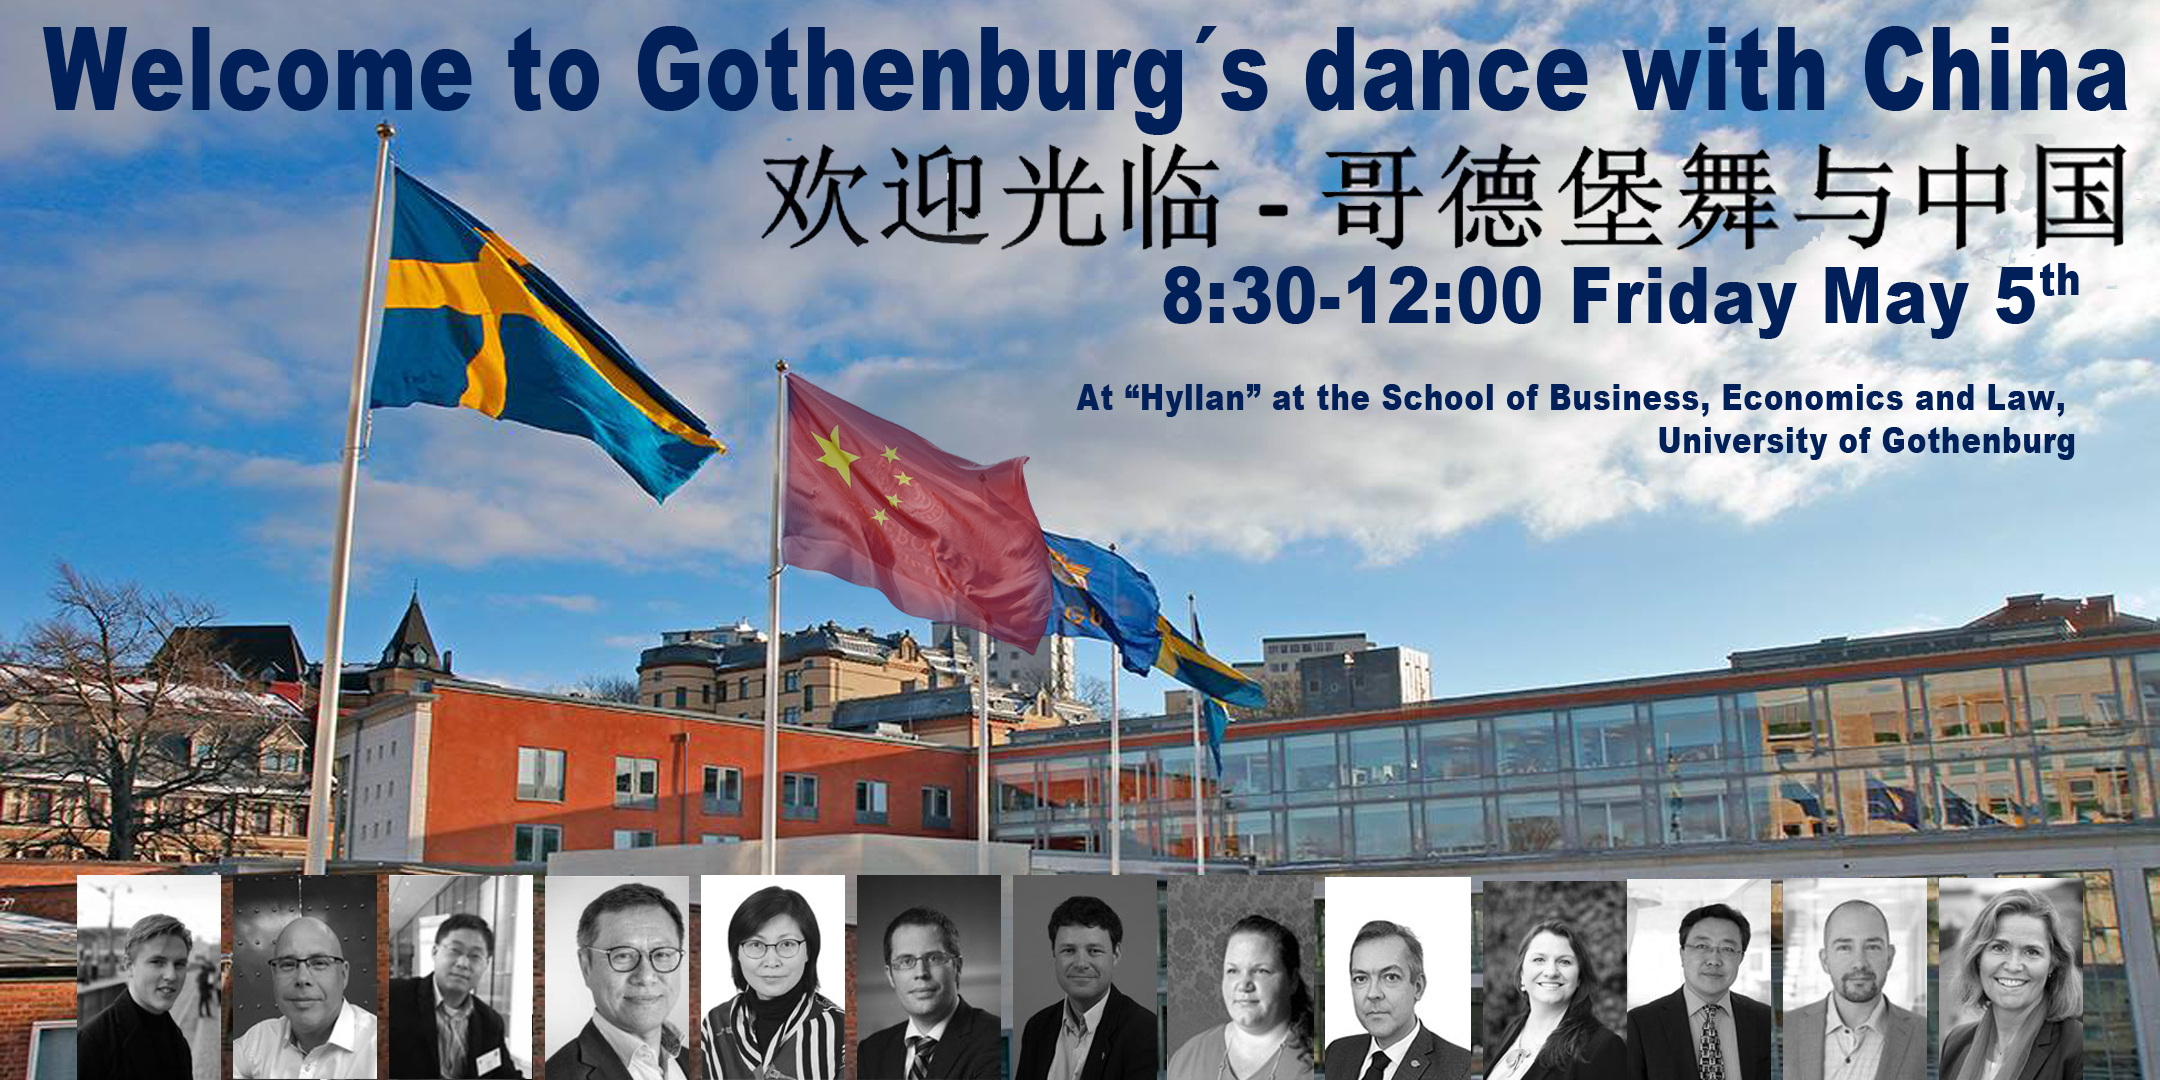 Welcome to Gothenburg´s dance with China
欢迎光临 - 哥德堡舞与中国
8:30-12:00 Friday May 5th
At “Hyllan” at the School of Business, Economics and Law,
University of Gothenburg